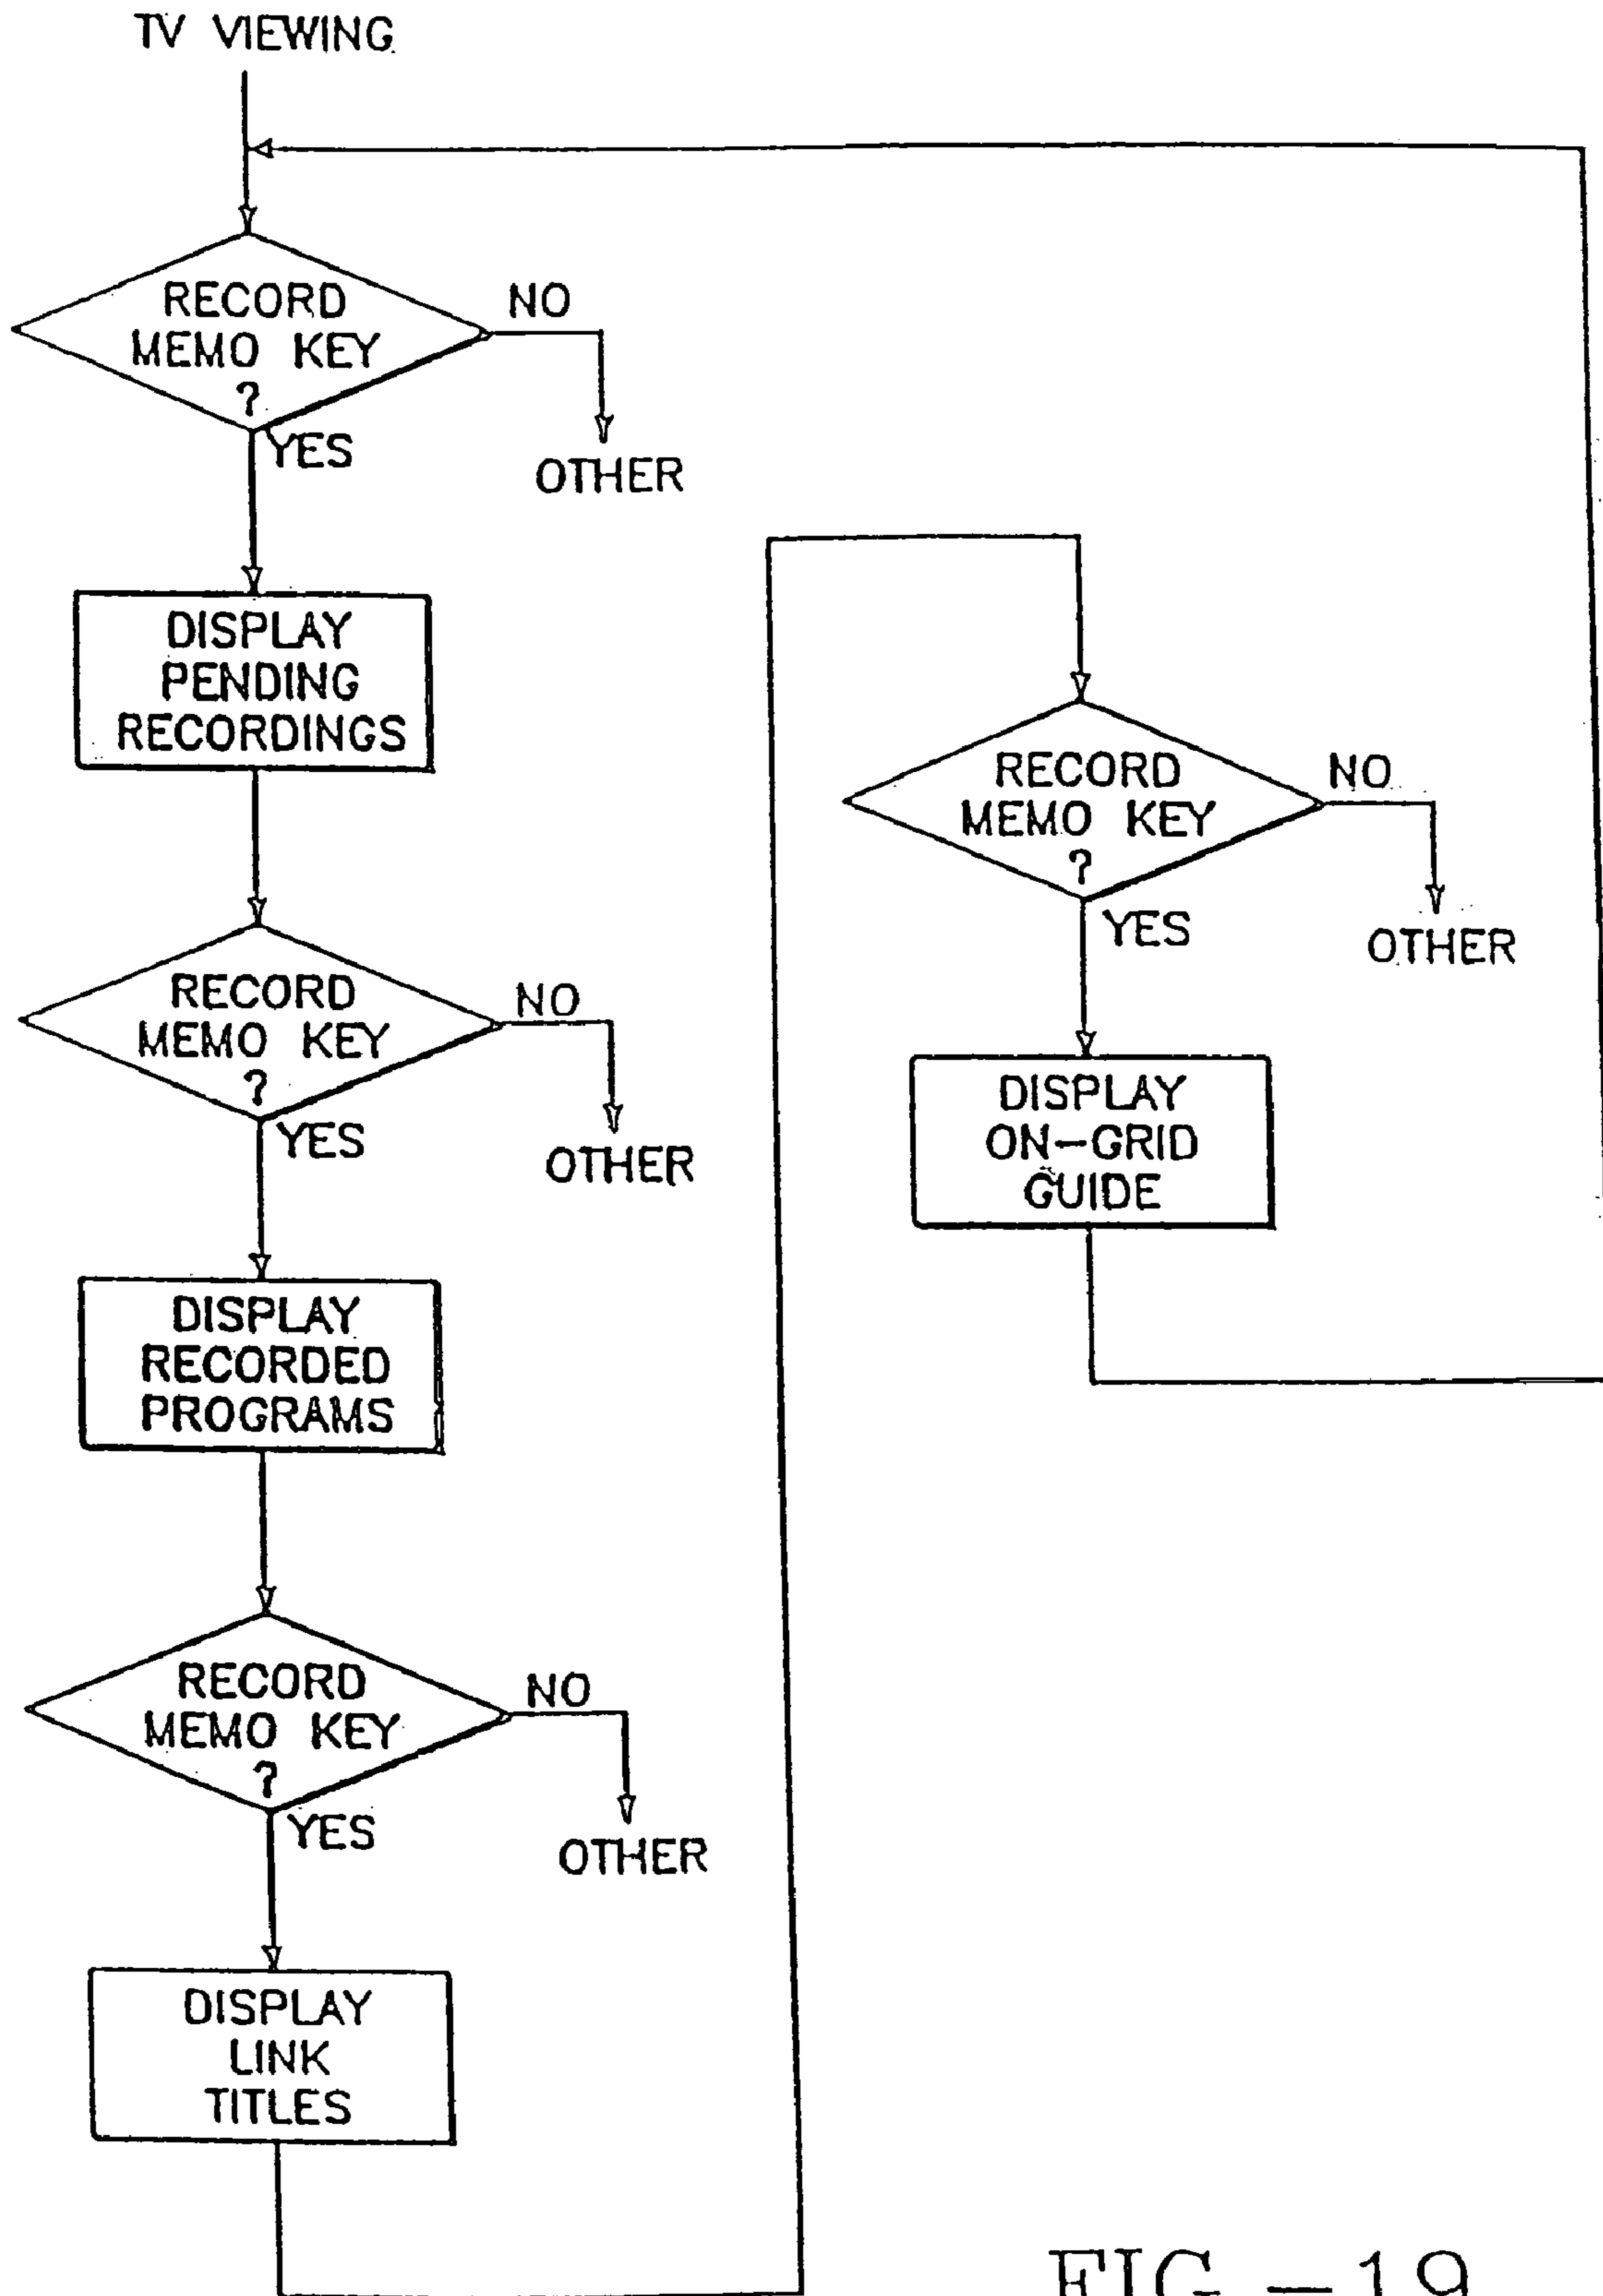 TV VIEWING
RECORD
MEMO KEY
?
NO
YES
OTHER
DISPLAY
PENDING
RECORDINGS
RECORD
MEMO KEY
?
NO
YES
OTHER
DISPLAY
RECORDED
PROGRAMS
RECORD
MEMO KEY
?
NO
YES
OTHER
DISPLAY
LINK
TITLES
RECORD
MEMO KEY
?
NO
YES
OTHER
DISPLAY
ON-GRID
GUIDE
FIG-19